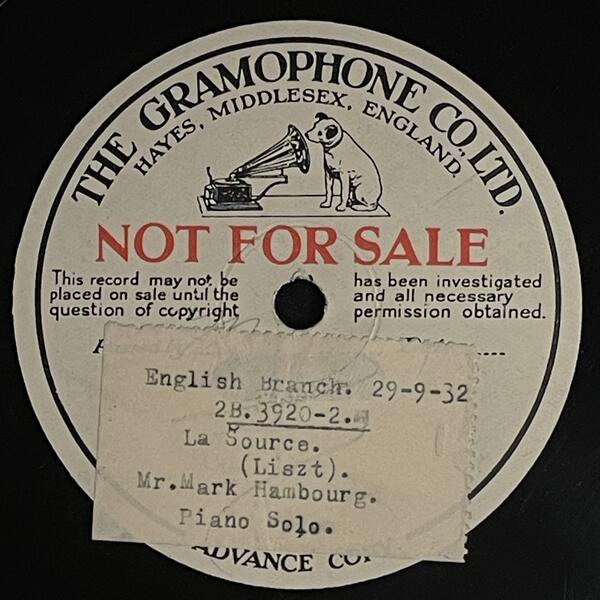 THE GRAMOPHONE CO., LTD.
HAYES, MIDDLESEX, ENGLAND.
NOT FOR SALE
This record may not be
placed on sale until the
question of copyright
has been investigated
and all necessary
permission obtained.
English Branch. 29-9-32
2B.3920-2.
La Source.
(Liszt).
Mr.Mark Hambourg.
Piano Solo.
ADVANCE